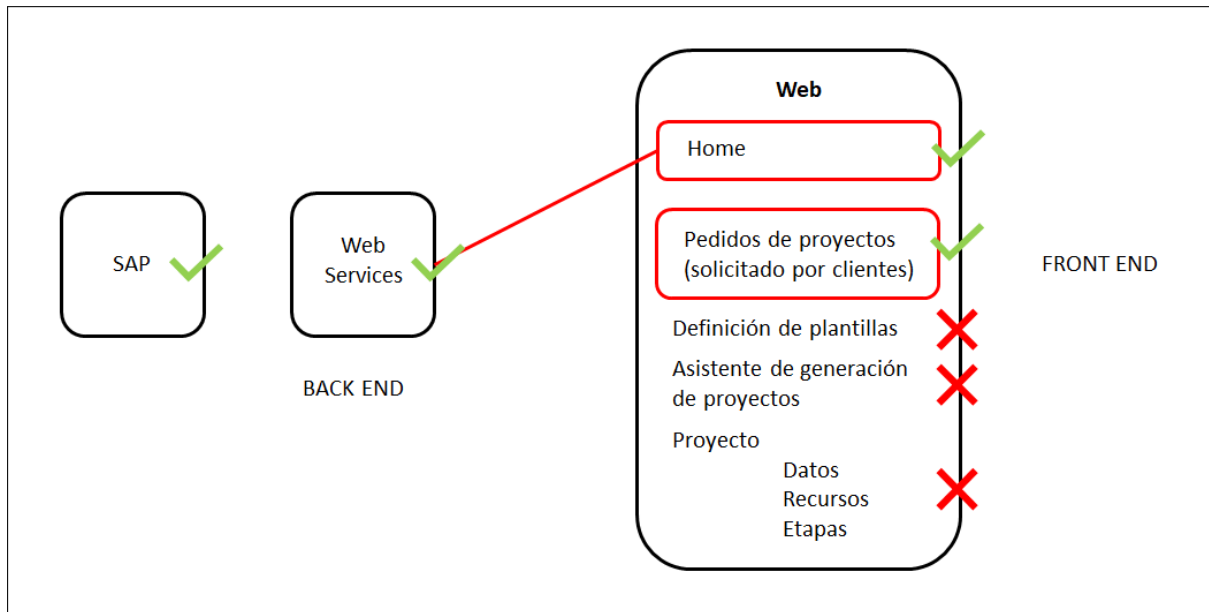 Web
Home
SAP
Web
Services
Pedidos de proyectos
(solicitado por clientes)
FRONT END
Definición de plantillas
Asistente de generación
de proyectos
BACK END
Proyecto
Datos
Recursos
Etapas